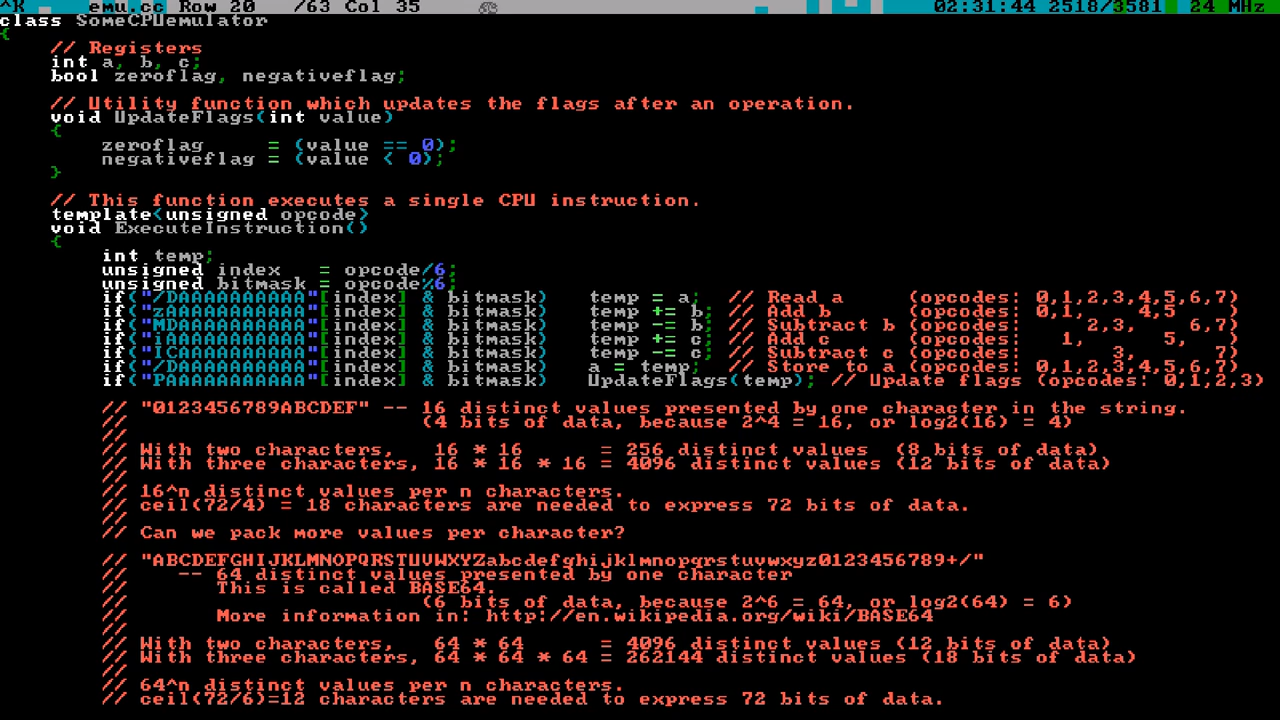 ^K emu.cc Row 20 /63 Col 35 02:31:44 2518/3581 24 MHz
class SomeCPUemulator
{
    // Registers
    int a, b, c;
    bool zeroflag, negativeflag;

    // Utility function which updates the flags after an operation.
    void UpdateFlags(int value)
    {
        zeroflag     = (value == 0);
        negativeflag = (value < 0);
    }

    // This function executes a single CPU instruction.
    template<unsigned opcode>
    void ExecuteInstruction()
    {
        int temp;
        unsigned index   = opcode/6;
        unsigned bitmask = opcode%6;
        if("/DAAAAAAAAAA"[index] & bitmask)   temp = a;  // Read a     (opcodes: 0,1,2,3,4,5,6,7)
        if("zAAAAAAAAAAA"[index] & bitmask)   temp += b; // Add b      (opcodes: 0,1,    4,5    )
        if("MDAAAAAAAAAA"[index] & bitmask)   temp -= b; // Subtract b (opcodes:     2,3,    6,7)
        if("iAAAAAAAAAAA"[index] & bitmask)   temp += c; // Add c      (opcodes:   1,      5,   )
        if("ICAAAAAAAAAA"[index] & bitmask)   temp -= c; // Subtract c (opcodes:       3,      7)
        if("/DAAAAAAAAAA"[index] & bitmask)   a = temp;  // Store to a (opcodes: 0,1,2,3,4,5,6,7)
        if("PAAAAAAAAAAA"[index] & bitmask)   UpdateFlags(temp); // Update flags (opcodes: 0,1,2,3)
        //
        // "0123456789ABCDEF" -- 16 distinct values presented by one character in the string.
        //                       (4 bits of data, because 2^4 = 16, or log2(16) = 4)
        //
        // With two characters,   16 * 16      = 256 distinct values  (8 bits of data)
        // With three characters, 16 * 16 * 16 = 4096 distinct values (12 bits of data)
        //
        // 16^n distinct values per n characters.
        // ceil(72/4) = 18 characters are needed to express 72 bits of data.
        //
        // Can we pack more values per character?
        //
        // "ABCDEFGHIJKLMNOPQRSTUVWXYZabcdefghijklmnopqrstuvwxyz0123456789+/"
        //    -- 64 distinct values presented by one character
        //       This is called BASE64.
        //                       (6 bits of data, because 2^6 = 64, or log2(64) = 6)
        //       More information in: http://en.wikipedia.org/wiki/BASE64
        //
        // With two characters,   64 * 64      = 4096 distinct values (12 bits of data)
        // With three characters, 64 * 64 * 64 = 262144 distinct values (18 bits of data)
        //
        // 64^n distinct values per n characters.
        // ceil(72/6)=12 characters are needed to express 72 bits of data.